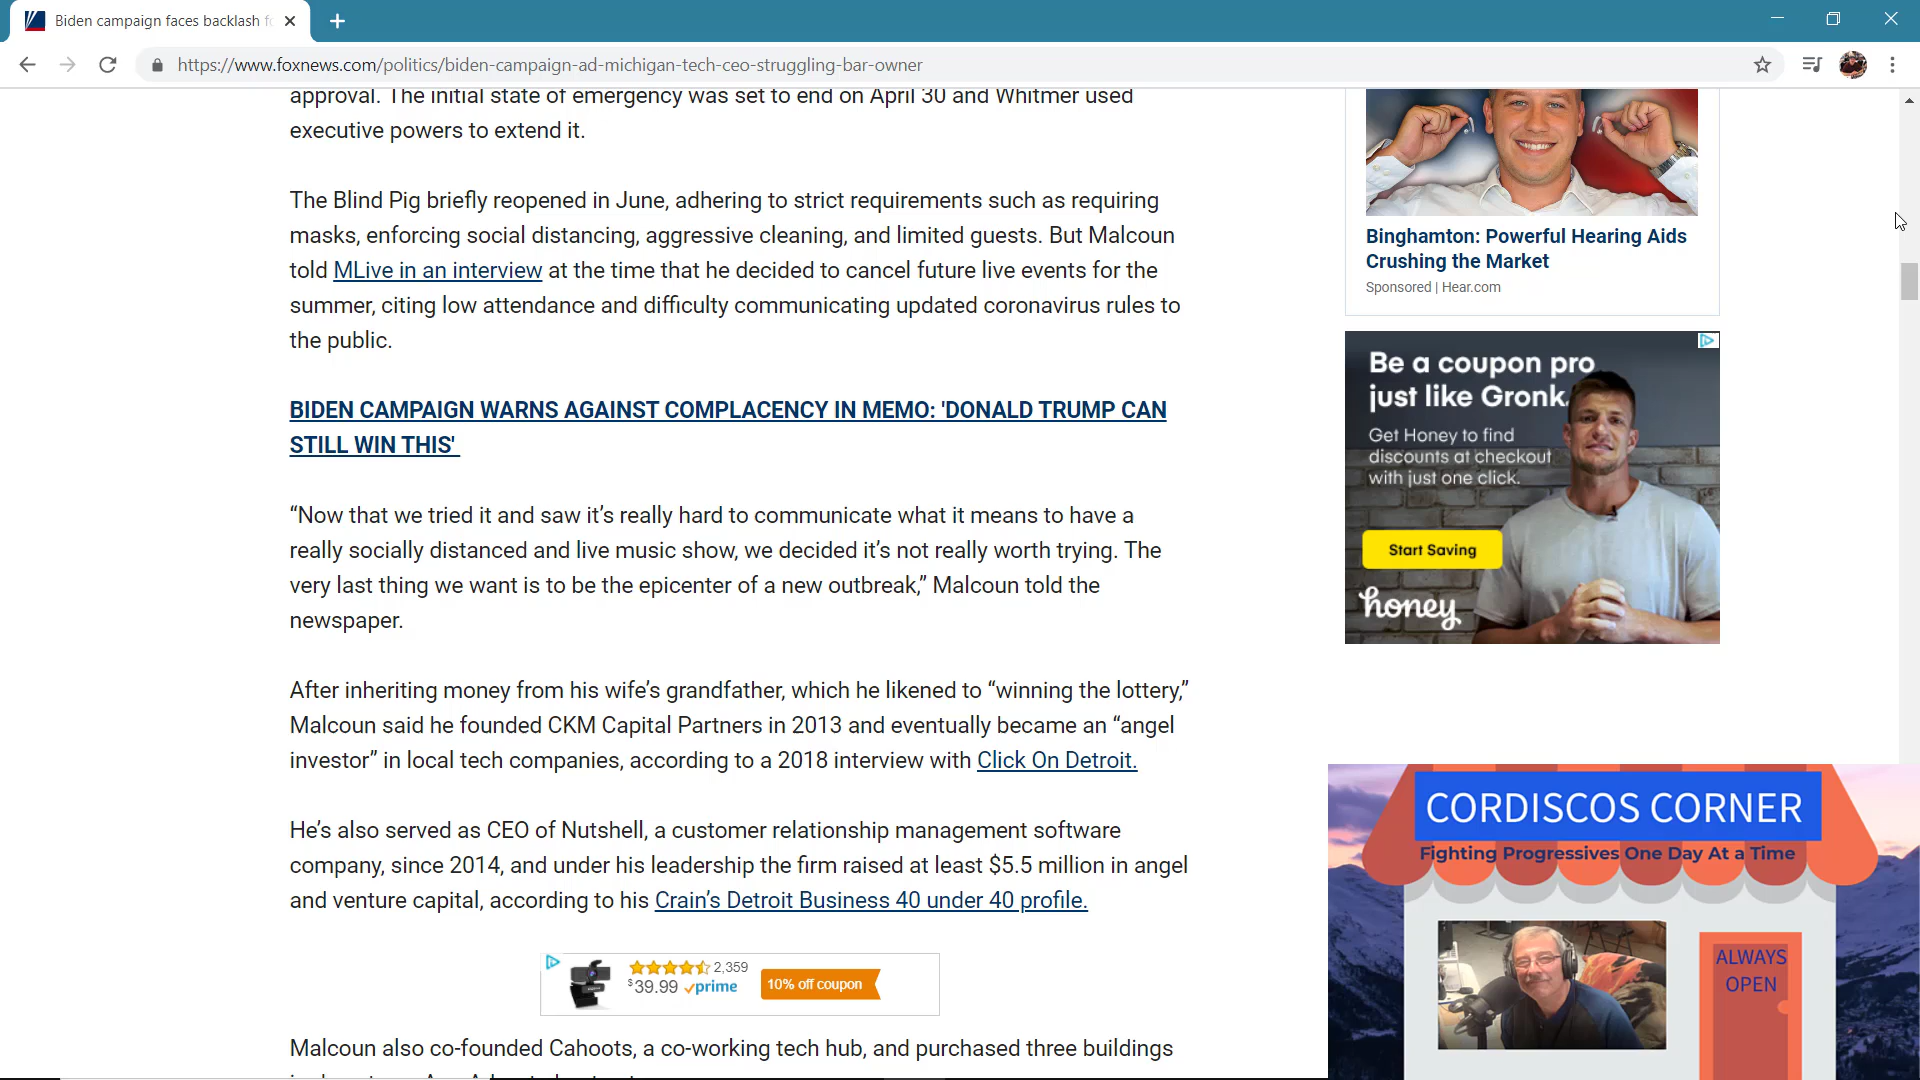 Biden campaign faces backlash f
https://www.foxnews.com/politics/biden-campaign-ad-michigan-tech-ceo-struggling-bar-owner
approval. The initial state of emergency was set to end on April 30 and Whitmer used
executive powers to extend it.
The Blind Pig briefly reopened in June, adhering to strict requirements such as requiring
masks, enforcing social distancing, aggressive cleaning, and limited guests. But Malcoun
told MLive in an interview at the time that he decided to cancel future live events for the
summer, citing low attendance and difficulty communicating updated coronavirus rules to
the public.
BIDEN CAMPAIGN WARNS AGAINST COMPLACENCY IN MEMO: 'DONALD TRUMP CAN
STILL WIN THIS'
“Now that we tried it and saw it’s really hard to communicate what it means to have a
really socially distanced and live music show, we decided it’s not really worth trying. The
very last thing we want is to be the epicenter of a new outbreak,” Malcoun told the
newspaper.
After inheriting money from his wife’s grandfather, which he likened to “winning the lottery,”
Malcoun said he founded CKM Capital Partners in 2013 and eventually became an “angel
investor” in local tech companies, according to a 2018 interview with Click On Detroit.
He’s also served as CEO of Nutshell, a customer relationship management software
company, since 2014, and under his leadership the firm raised at least $5.5 million in angel
and venture capital, according to his Crain’s Detroit Business 40 under 40 profile.
2,359
$39.99 prime
10% off coupon
Malcoun also co-founded Cahoots, a co-working tech hub, and purchased three buildings
Binghamton: Powerful Hearing Aids
Crushing the Market
Sponsored | Hear.com
Be a coupon pro
just like Gronk.
Get Honey to find
discounts at checkout
with just one click.
Start Saving
honey
CORDISCOS CORNER
Fighting Progressives One Day At a Time
ALWAYS
OPEN